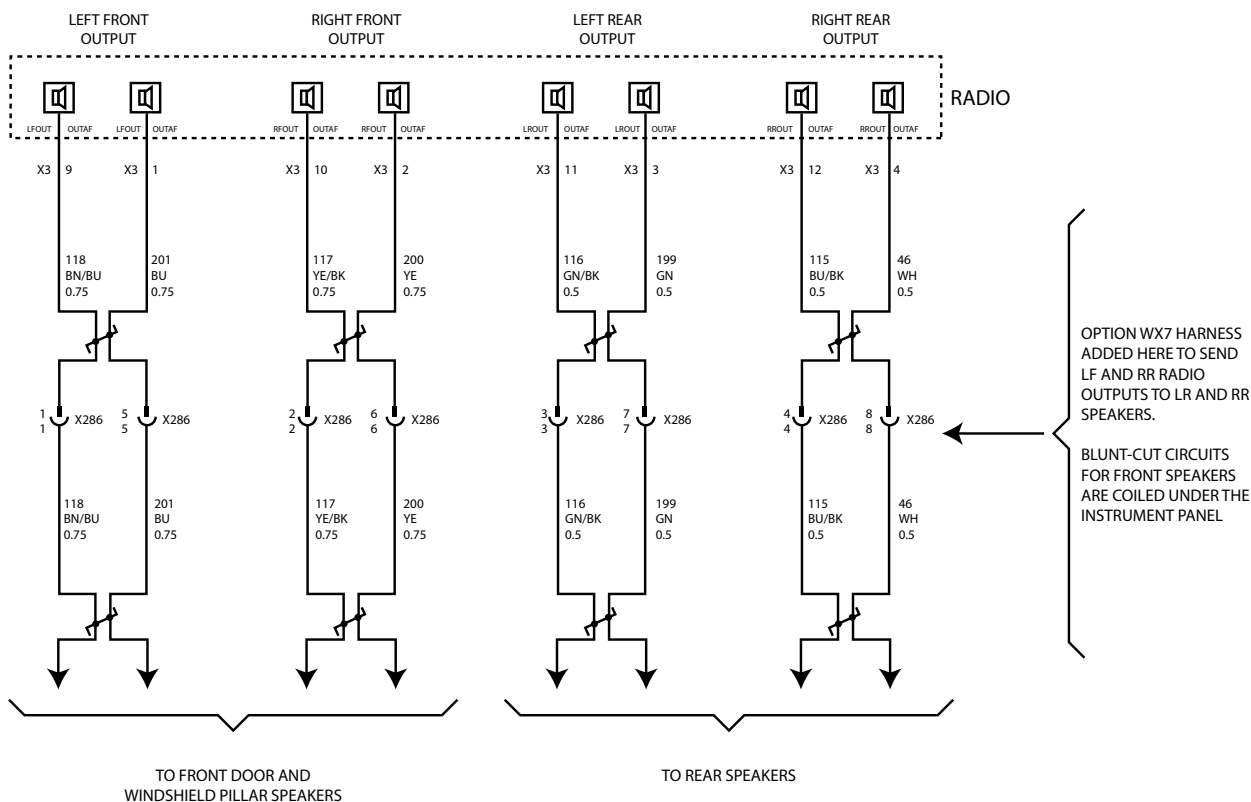 LEFT FRONT
OUTPUT
RIGHT FRONT
OUTPUT
LEFT REAR
OUTPUT
RIGHT REAR
OUTPUT
RADIO
LFOUT OUTAF LFOUT OUTAF RFOUT OUTAF RFOUT OUTAF LROUT OUTAF LROUT OUTAF RROUT OUTAF RROUT OUTAF
X3 9 X3 1 X3 10 X3 2 X3 11 X3 3 X3 12 X3 4
118
BN/BU
0.75
201
BU
0.75
117
YE/BK
0.75
200
YE
0.75
116
GN/BK
0.5
199
GN
0.5
115
BU/BK
0.5
46
WH
0.5
1
1
X286
5
5
X286
2
2
X286
6
6
X286
3
3
X286
7
7
X286
4
4
X286
8
8
X286
118
BN/BU
0.75
201
BU
0.75
117
YE/BK
0.75
200
YE
0.75
116
GN/BK
0.5
199
GN
0.5
115
BU/BK
0.5
46
WH
0.5
OPTION WX7 HARNESS
ADDED HERE TO SEND
LF AND RR RADIO
OUTPUTS TO LR AND RR
SPEAKERS.
BLUNT-CUT CIRCUITS
FOR FRONT SPEAKERS
ARE COILED UNDER THE
INSTRUMENT PANEL
TO FRONT DOOR AND
WINDSHIELD PILLAR SPEAKERS
TO REAR SPEAKERS